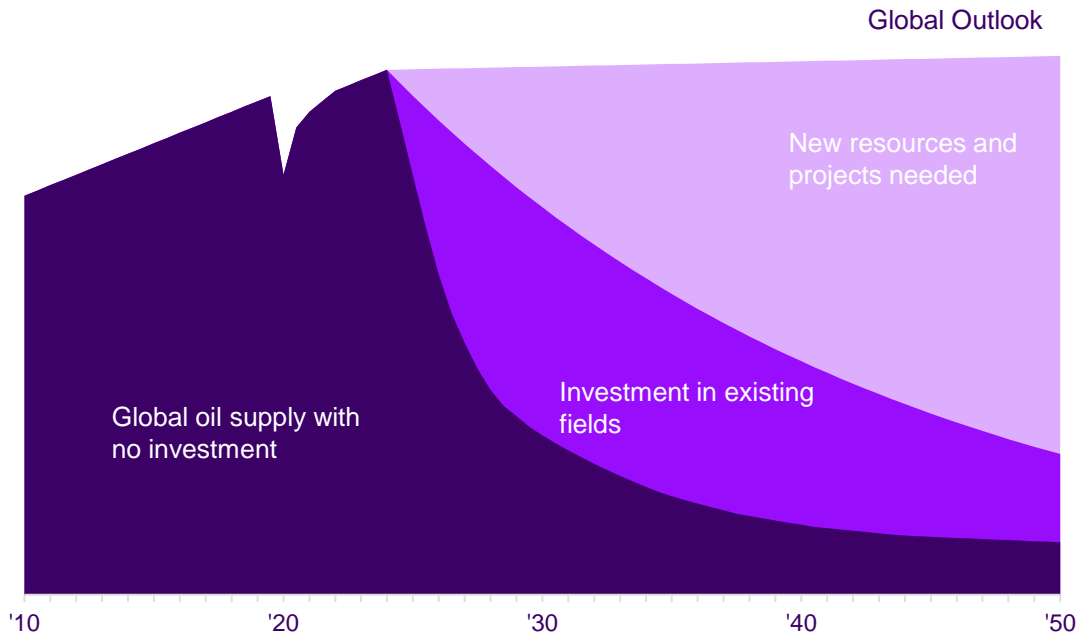 Global Outlook
New resources and
projects needed
Investment in existing
fields
Global oil supply with
no investment
'10
'20
'30
'40
'50